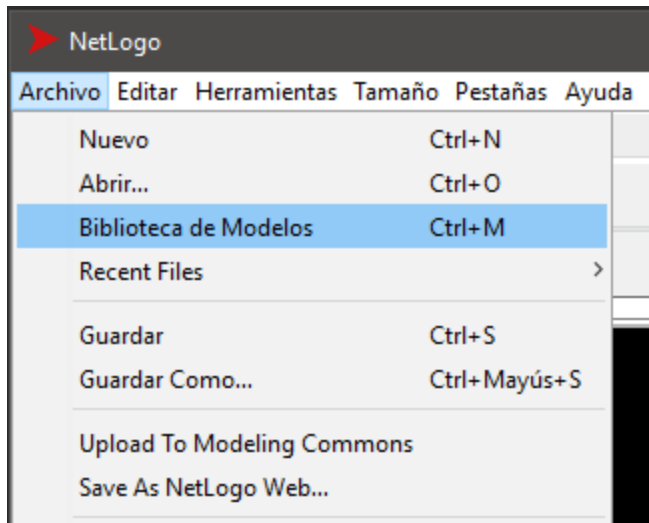 NetLogo
Archivo Editar Herramientas Tamaño Pestañas Ayuda
Nuevo Ctrl+N
Abrir... Ctrl+O
Biblioteca de Modelos Ctrl+M
Recent Files
Guardar Ctrl+S
Guardar Como... Ctrl+Mayús+S
Upload To Modeling Commons
Save As NetLogo Web...